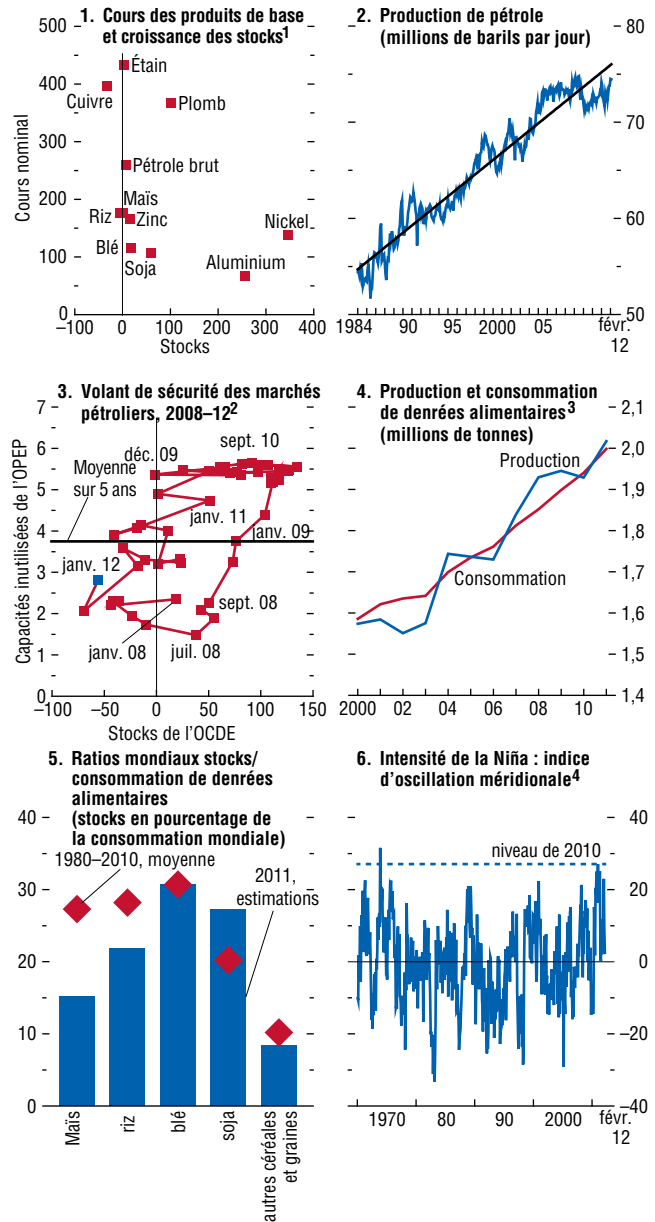 1. Cours des produits de base
et croissance des stocks1
500
400
300
200
100
0
Cours nominal
Étain
Cuivre
Plomb
Pétrole brut
Maïs
Riz
Zinc
Blé
Soja
Nickel
Aluminium
–100 0 100 200 300 400
Stocks
2. Production de pétrole
(millions de barils par jour)
80
70
60
50
1984 90 95 2000 05 févr.
12
3. Volant de sécurité des marchés
pétroliers, 2008–122
7
6
5
4
3
2
1
0
Capacités inutilisées de l'OPEP
déc. 09
sept. 10
Moyenne
sur 5 ans
janv. 11
janv. 09
janv. 12
sept. 08
janv. 08
juil. 08
–100 –50 0 50 100 150
Stocks de l'OCDE
4. Production et consommation
de denrées alimentaires3
(millions de tonnes)
2,1
2,0
1,9
1,8
1,7
1,6
1,5
1,4
Production
Consommation
2000 02 04 06 08 10
5. Ratios mondiaux stocks/
consommation de denrées
alimentaires
(stocks en pourcentage de
la consommation mondiale)
40
30
20
10
0
1980–2010, moyenne
2011,
estimations
Maïs
riz
blé
soja
autres céréales
et graines
6. Intensité de la Niña : indice
d'oscillation méridionale4
40
20
0
–20
–40
niveau de 2010
1970 80 90 2000 févr.
12